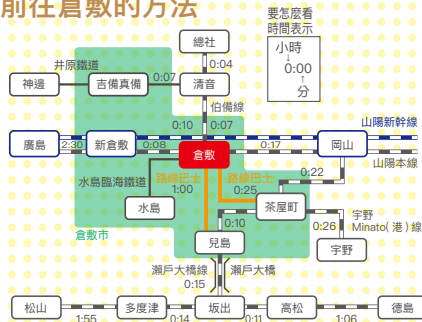 前往倉敷的方法
要怎麼看
時間表示
小時
↓
0:00
↑
分
總社
0:04
井原鐵道
神邊
吉備真備
0:07
清音
伯備線
0:10
0:07
山陽新幹線
廣島
2:30
新倉敷
0:08
倉敷
0:17
岡山
山陽本線
水島臨海鐵道
路線巴士
1:00
路線巴士
0:25
0:22
水島
茶屋町
0:10
宇野
Minato(港)線
0:26
倉敷市
兒島
宇野
瀨戶大橋線
0:15
瀨戶大橋
松山
1:55
多度津
0:14
坂出
0:11
高松
1:06
德島